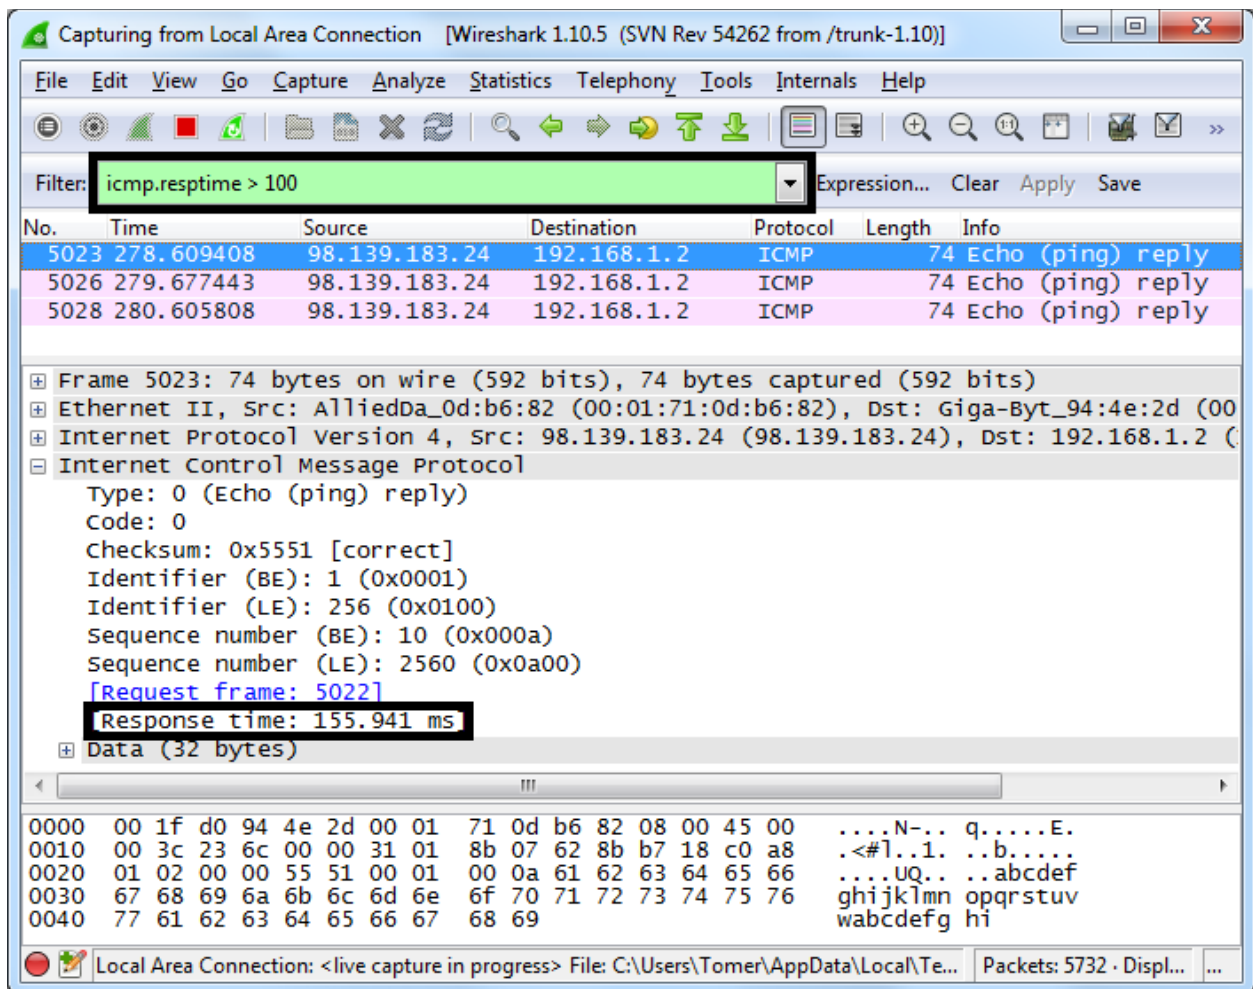 Capturing from Local Area Connection [Wireshark 1.10.5 (SVN Rev 54262 from /trunk-1.10)]
File Edit View Go Capture Analyze Statistics Telephony Tools Internals Help
Filter: icmp.resptime > 100 Expression... Clear Apply Save
No. Time Source Destination Protocol Length Info
5023 278.609408 98.139.183.24 192.168.1.2 ICMP 74 Echo (ping) reply
5026 279.677443 98.139.183.24 192.168.1.2 ICMP 74 Echo (ping) reply
5028 280.605808 98.139.183.24 192.168.1.2 ICMP 74 Echo (ping) reply
Frame 5023: 74 bytes on wire (592 bits), 74 bytes captured (592 bits)
Ethernet II, Src: AlliedDa_0d:b6:82 (00:01:71:0d:b6:82), Dst: Giga-Byt_94:4e:2d (00
Internet Protocol Version 4, Src: 98.139.183.24 (98.139.183.24), Dst: 192.168.1.2 (
Internet Control Message Protocol
Type: 0 (Echo (ping) reply)
Code: 0
Checksum: 0x5551 [correct]
Identifier (BE): 1 (0x0001)
Identifier (LE): 256 (0x0100)
Sequence number (BE): 10 (0x000a)
Sequence number (LE): 2560 (0x0a00)
[Request frame: 5022]
[Response time: 155.941 ms]
Data (32 bytes)
0000 00 1f d0 94 4e 2d 00 01 71 0d b6 82 08 00 45 00 ....N-.. q.....E.
0010 00 3c 23 6c 00 00 31 01 8b 07 62 8b b7 18 c0 a8 .<#l..1. ..b.....
0020 01 02 00 00 55 51 00 01 00 0a 61 62 63 64 65 66 ....UQ.. ..abcdef
0030 67 68 69 6a 6b 6c 6d 6e 6f 70 71 72 73 74 75 76 ghijklmn opqrstuv
0040 77 61 62 63 64 65 66 67 68 69 wabcdefg hi
Local Area Connection: <live capture in progress> File: C:\Users\Tomer\AppData\Local\Te... Packets: 5732 · Displ... ...